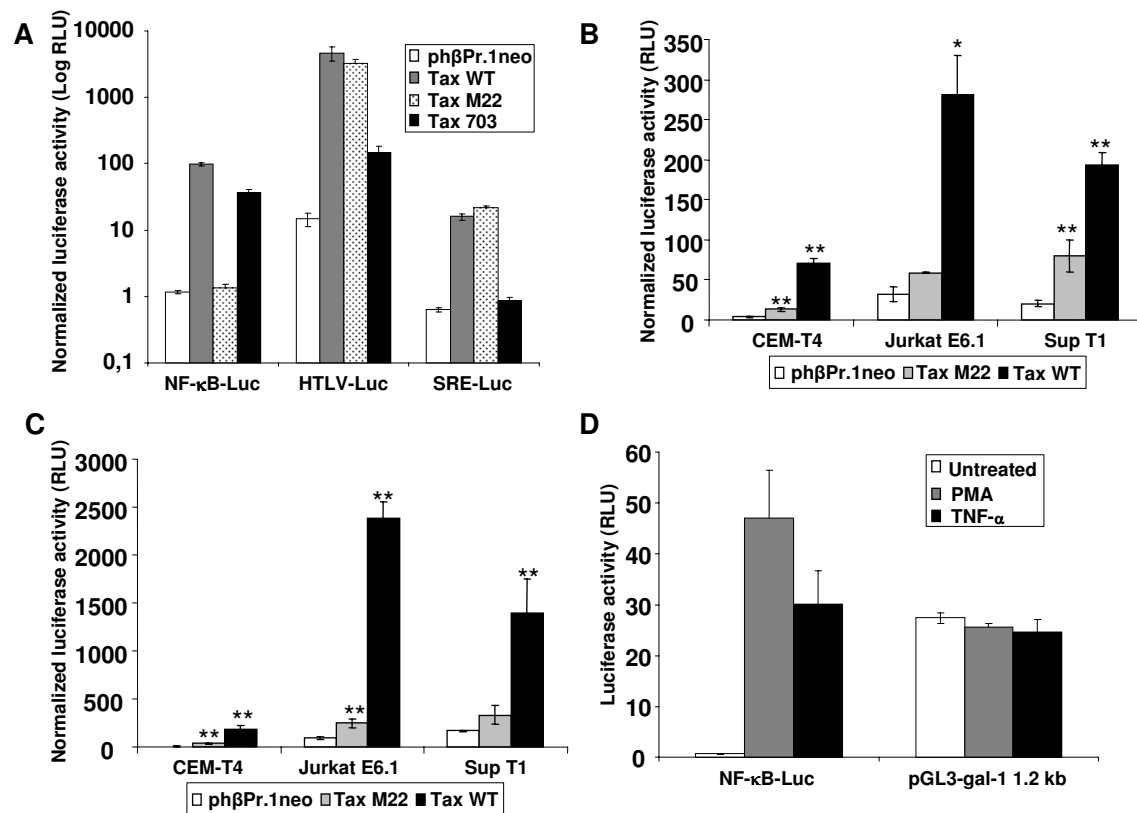 A
Normalized luciferase activity (Log RLU)
10000
1000
100
10
1
0,1
phβPr.1neo
Tax WT
Tax M22
Tax 703
NF-κB-Luc HTLV-Luc SRE-Luc
B
Normalized luciferase activity (RLU)
350
300
250
200
150
100
50
0
** ** * ** **
CEM-T4 Jurkat E6.1 Sup T1
phβPr.1neo Tax M22 Tax WT
C
Normalized luciferase activity (RLU)
3000
2500
2000
1500
1000
500
0
** ** ** ** **
CEM-T4 Jurkat E6.1 Sup T1
phβPr.1neo Tax M22 Tax WT
D
Luciferase activity (RLU)
60
50
40
30
20
10
0
Untreated
PMA
TNF-α
NF-κB-Luc pGL3-gal-1 1.2 kb